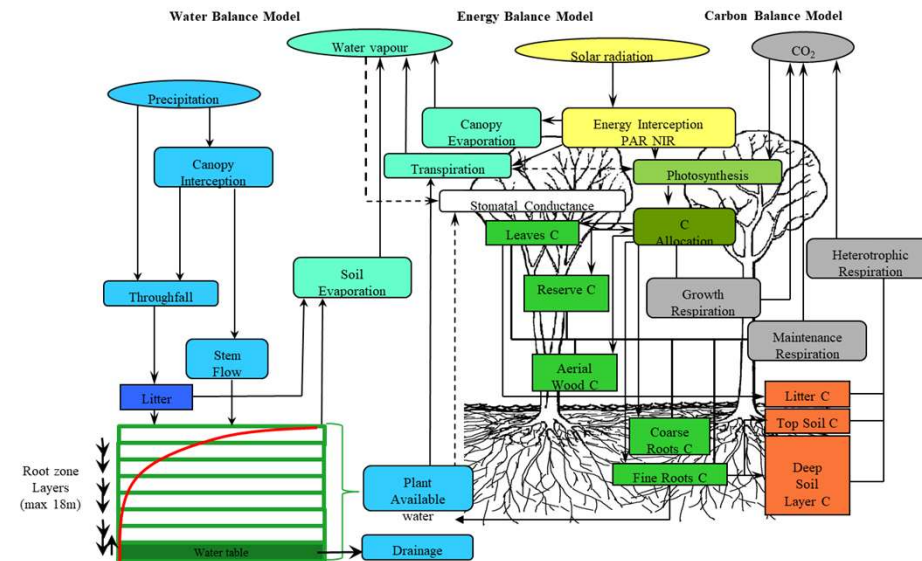 Water Balance Model
Energy Balance Model
Carbon Balance Model
Water vapour
Solar radiation
CO2
Precipitation
Canopy
Evaporation
Energy Interception
PAR NIR
Canopy
Interception
Transpiration
Photosynthesis
Stomatal Conductance
Leaves C
C
Allocation
Heterotrophic
Respiration
Soil
Evaporation
Throughfall
Reserve C
Growth
Respiration
Stem
Flow
Maintenance
Respiration
Aerial
Wood C
Litter
Litter C
Top Soil C
Coarse
Roots C
Root zone
Layers
(max 18m)
Plant
Available
water
Fine Roots C
Deep
Soil
Layer C
Water table
Drainage